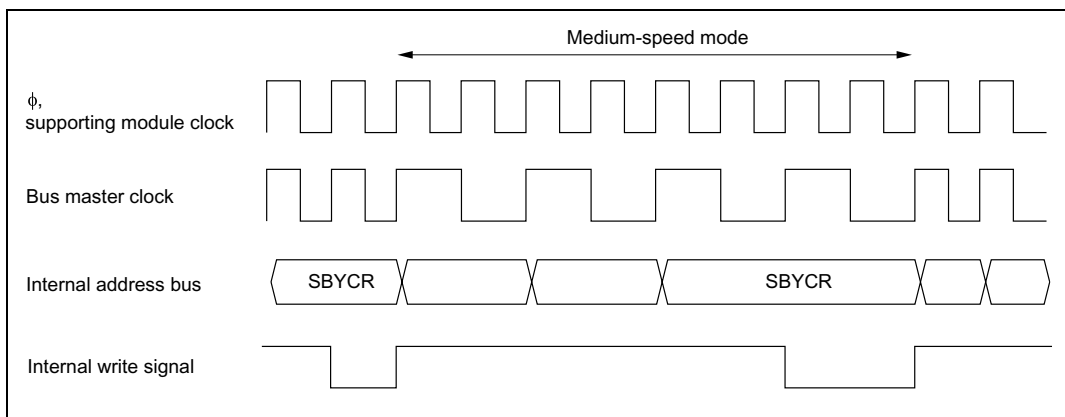 Medium-speed mode
ϕ,
supporting module clock
Bus master clock
Internal address bus
SBYCR
SBYCR
Internal write signal